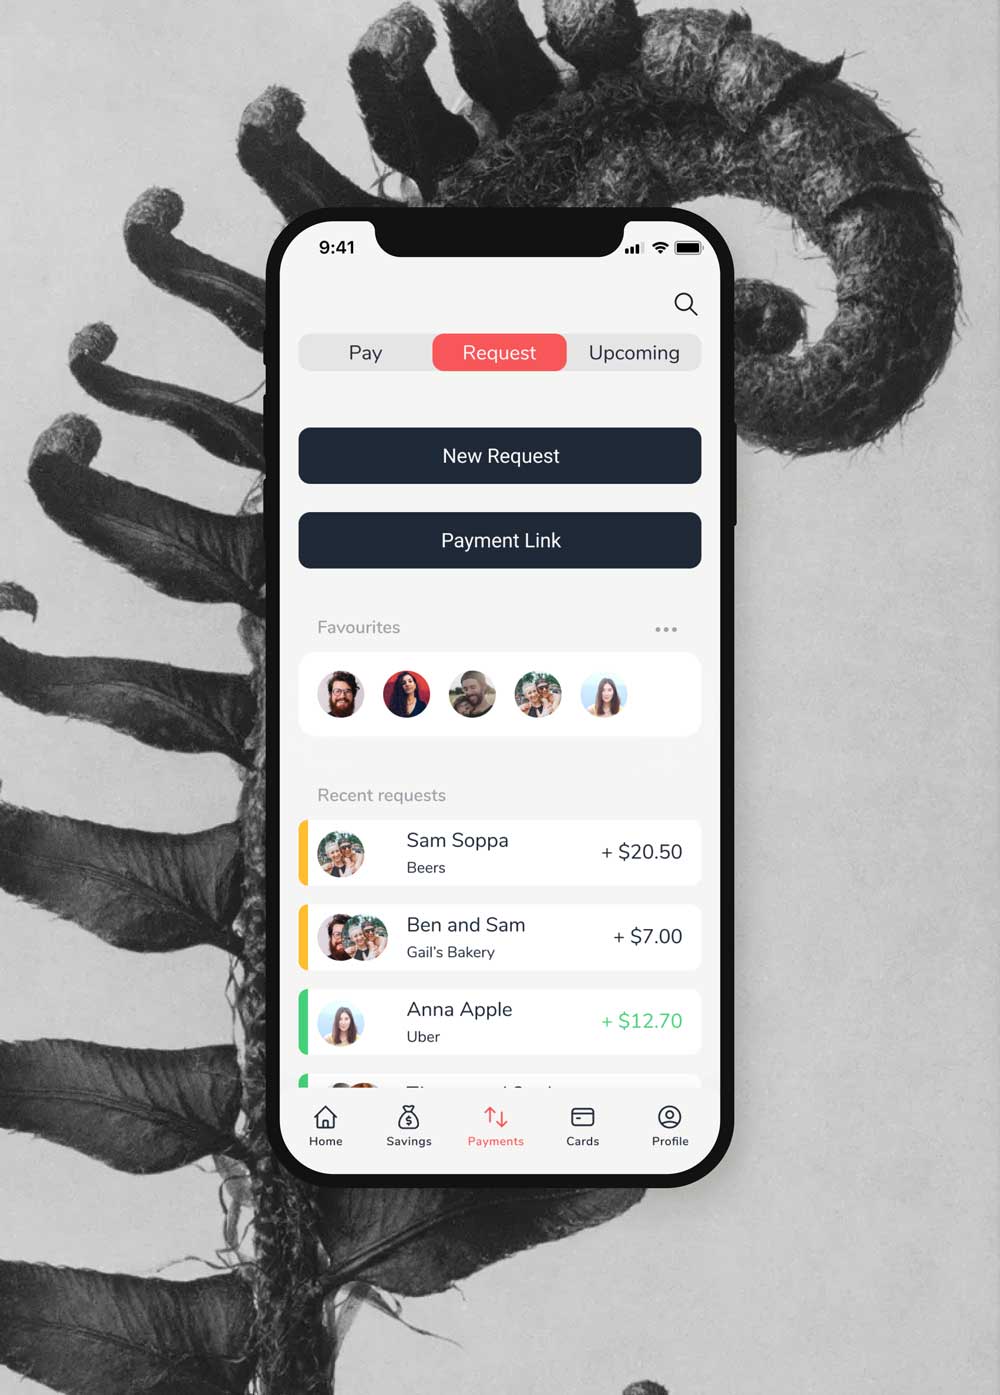 9:41
Pay Request Upcoming
New Request
Payment Link
Favourites
Recent requests
Sam Soppa
Beers
+ $20.50
Ben and Sam
Gail's Bakery
+ $7.00
Anna Apple
Uber
+ $12.70
Home Savings Payments Cards Profile